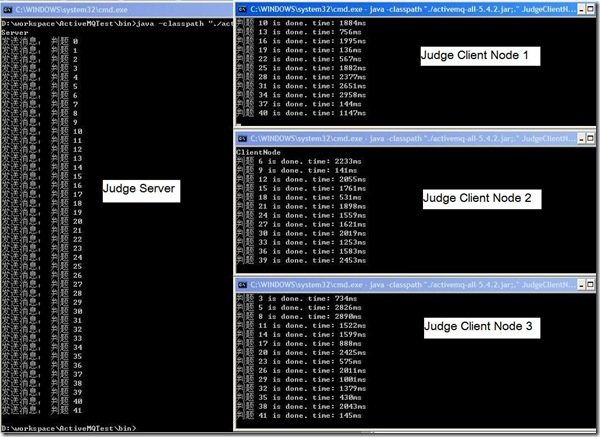 C:\WINDOWS\system32\cmd.exe
D:\workspace\ActiveMQTest\bin>java -classpath "./act
Server
发送消息: 判题 0
发送消息: 判题 1
发送消息: 判题 2
发送消息: 判题 3
发送消息: 判题 4
发送消息: 判题 5
发送消息: 判题 6
发送消息: 判题 7
发送消息: 判题 8
发送消息: 判题 9
发送消息: 判题 10
发送消息: 判题 11
发送消息: 判题 12
发送消息: 判题 13
发送消息: 判题 14
发送消息: 判题 15
发送消息: 判题 16
发送消息: 判题 17
发送消息: 判题 18
发送消息: 判题 19
发送消息: 判题 20
发送消息: 判题 21
发送消息: 判题 22
发送消息: 判题 23
发送消息: 判题 24
发送消息: 判题 25
发送消息: 判题 26
发送消息: 判题 27
发送消息: 判题 28
发送消息: 判题 29
发送消息: 判题 30
发送消息: 判题 31
发送消息: 判题 32
发送消息: 判题 33
发送消息: 判题 34
发送消息: 判题 35
发送消息: 判题 36
发送消息: 判题 37
发送消息: 判题 38
发送消息: 判题 39
发送消息: 判题 40
发送消息: 判题 41
D:\workspace\ActiveMQTest\bin>
Judge Server
C:\WINDOWS\system32\cmd.exe - java -classpath "./activemq-all-5.4.2.jar;." JudgeClientN...
判题 10 is done. time: 1884ms
判题 13 is done. time: 756ms
判题 16 is done. time: 1995ms
判题 19 is done. time: 136ms
判题 22 is done. time: 567ms
判题 25 is done. time: 1882ms
判题 28 is done. time: 2377ms
判题 31 is done. time: 2651ms
判题 34 is done. time: 2958ms
判题 37 is done. time: 144ms
判题 40 is done. time: 1147ms
Judge Client Node 1
C:\WINDOWS\system32\cmd.exe - java -classpath "./activemq-all-5.4.2.jar;." JudgeClientN...
ClientNode
判题 6 is done. time: 2233ms
判题 9 is done. time: 141ms
判题 12 is done. time: 2055ms
判题 15 is done. time: 1761ms
判题 18 is done. time: 531ms
判题 21 is done. time: 1898ms
判题 24 is done. time: 1559ms
判题 27 is done. time: 1621ms
判题 30 is done. time: 2019ms
判题 33 is done. time: 1253ms
判题 36 is done. time: 1583ms
判题 39 is done. time: 2453ms
Judge Client Node 2
C:\WINDOWS\system32\cmd.exe - java -classpath "./activemq-all-5.4.2.jar;." JudgeClientN...
判题 3 is done. time: 734ms
判题 5 is done. time: 2826ms
判题 8 is done. time: 2890ms
判题 11 is done. time: 1522ms
判题 14 is done. time: 1599ms
判题 17 is done. time: 888ms
判题 20 is done. time: 2425ms
判题 23 is done. time: 575ms
判题 26 is done. time: 2011ms
判题 29 is done. time: 1001ms
判题 32 is done. time: 1379ms
判题 35 is done. time: 430ms
判题 38 is done. time: 2043ms
判题 41 is done. time: 145ms
Judge Client Node 3